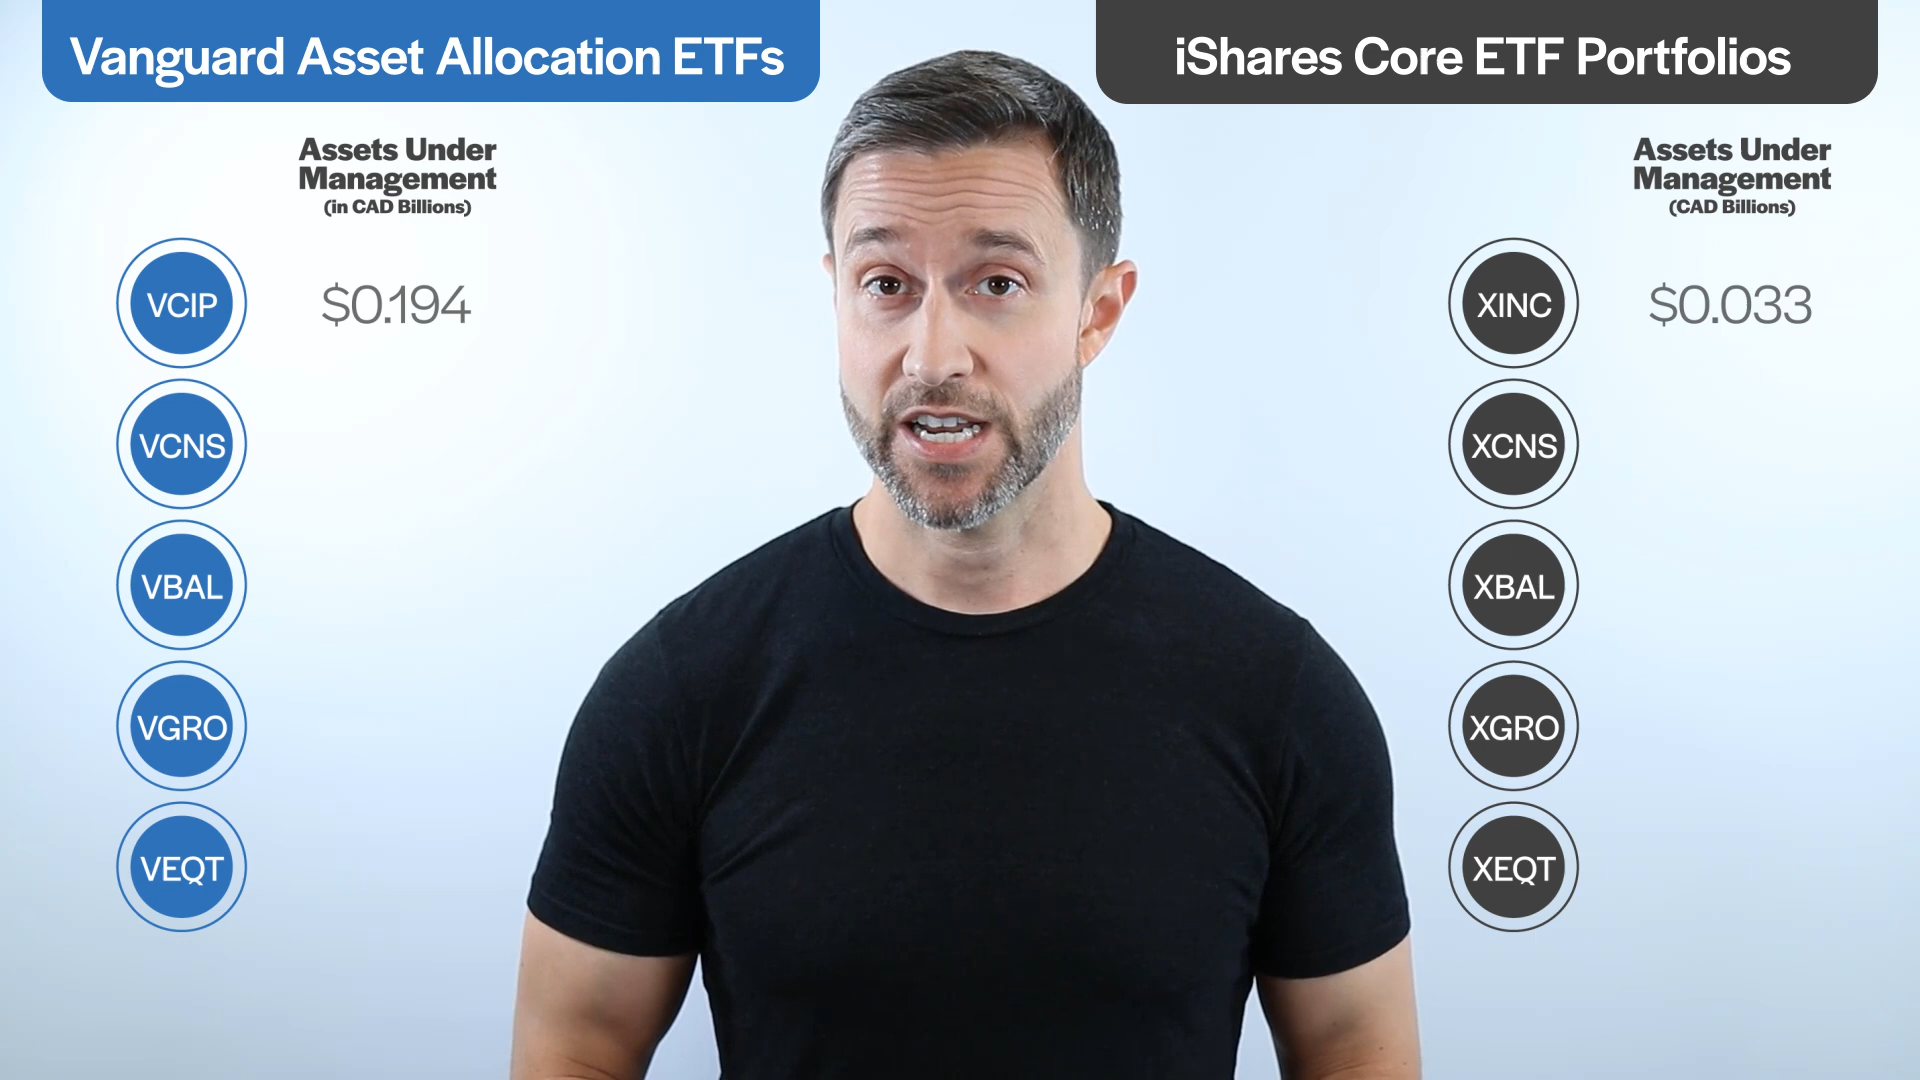 Vanguard Asset Allocation ETFs
Assets Under
Management
(in CAD Billions)
VCIP $0.194
VCNS
VBAL
VGRO
VEQT
iShares Core ETF Portfolios
Assets Under
Management
(CAD Billions)
XINC $0.033
XCNS
XBAL
XGRO
XEQT